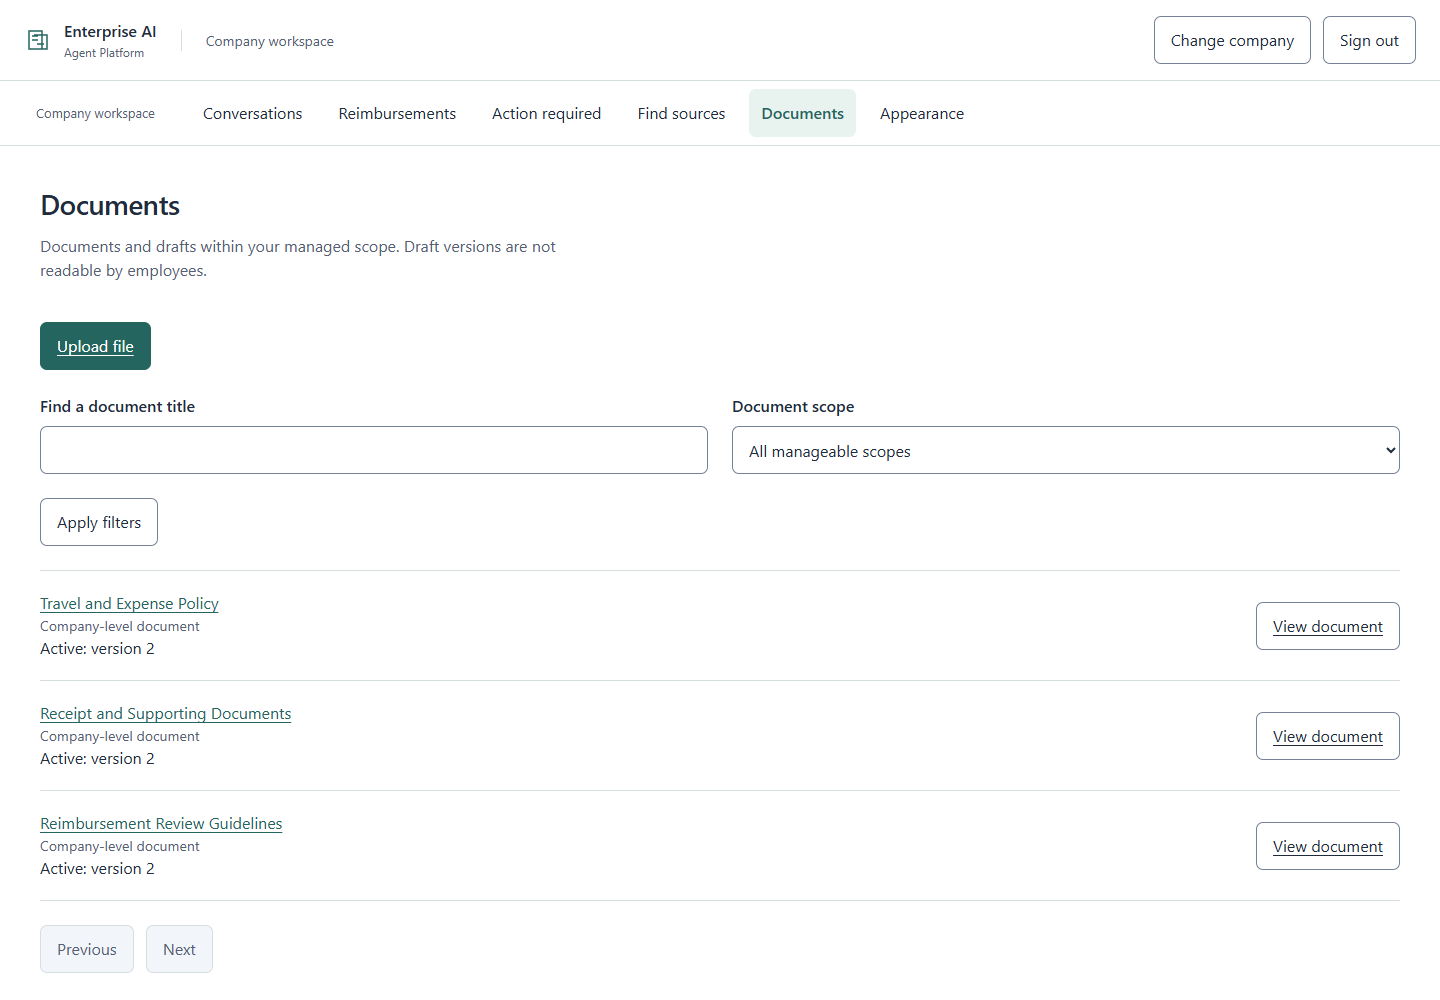 Enterprise AI
Agent Platform
Company workspace
Change company
Sign out
Company workspace
Conversations
Reimbursements
Action required
Find sources
Documents
Appearance
Documents
Documents and drafts within your managed scope. Draft versions are not
readable by employees.
Upload file
Find a document title
Document scope
All manageable scopes
Apply filters
Travel and Expense Policy
Company-level document
Active: version 2
View document
Receipt and Supporting Documents
Company-level document
Active: version 2
View document
Reimbursement Review Guidelines
Company-level document
Active: version 2
View document
Previous
Next